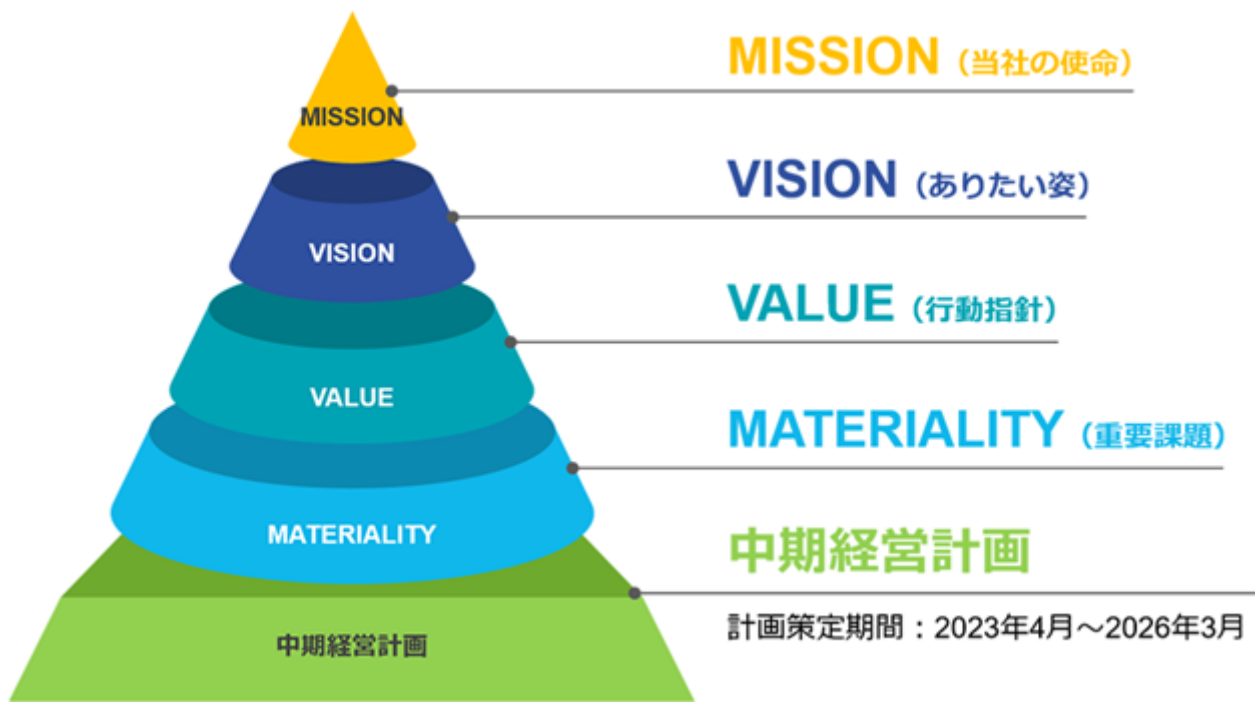 MISSION
VISION
VALUE
MATERIALITY
中期経営計画
MISSION（当社の使命）
VISION（ありたい姿）
VALUE（行動指針）
MATERIALITY（重要課題）
中期経営計画
計画策定期間：2023年4月～2026年3月